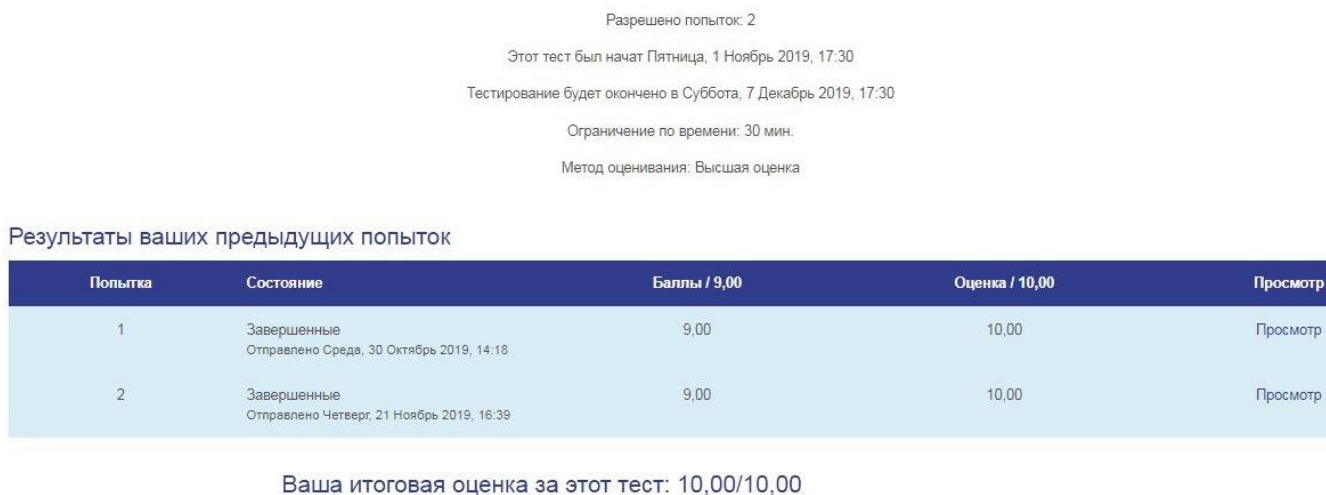 Разрешено попыток: 2
Этот тест был начат Пятница, 1 Ноябрь 2019, 17:30
Тестирование будет окончено в Суббота, 7 Декабрь 2019, 17:30
Ограничение по времени: 30 мин.
Метод оценивания: Высшая оценка
Результаты ваших предыдущих попыток
Попытка Состояние Баллы / 9,00 Оценка / 10,00 Просмотр
1 Завершенные 9,00 10,00 Просмотр
Отправлено Среда, 30 Октябрь 2019, 14:18
2 Завершенные 9,00 10,00 Просмотр
Отправлено Четверг, 21 Ноябрь 2019, 16:39
Ваша итоговая оценка за этот тест: 10,00/10,00